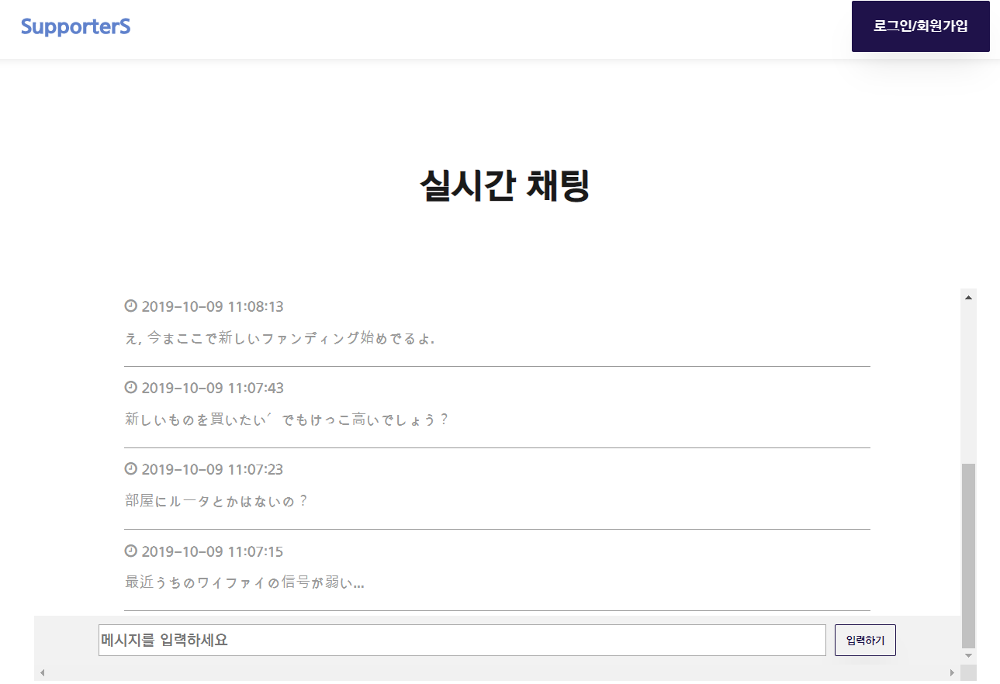 SupporterS
로그인/회원가입
실시간 채팅
2019-10-09 11:08:13
え, 今まここで新しいファンディング始めでるよ.
2019-10-09 11:07:43
新しいものを買いたい´ でもけっこ高いでしょう？
2019-10-09 11:07:23
部屋にルータとかはないの？
2019-10-09 11:07:15
最近うちのワイファイの信号が弱い...
메시지를 입력하세요
입력하기